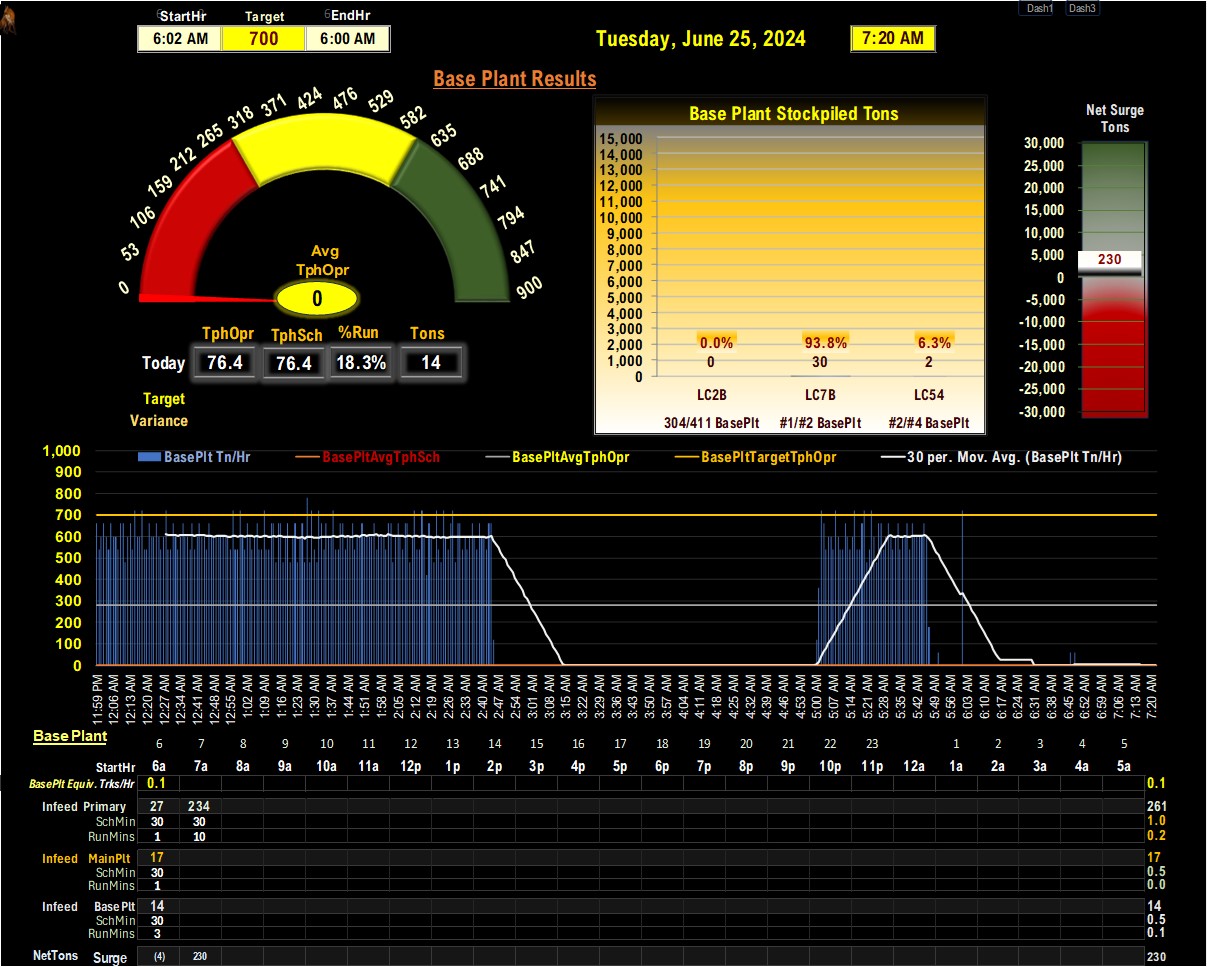 Dash1 Dash3
StartHr Target EndHr
6:02 AM 700 6:00 AM
Tuesday, June 25, 2024 7:20 AM
Base Plant Results
0 53 106 159 212 265 318 371 424 476 529 582 635 688 741 794 847 900
Avg
TphOpr
0
TphOpr TphSch %Run Tons
Today 76.4 76.4 18.3% 14
Target
Variance
Base Plant Stockpiled Tons
15,000
14,000
13,000
12,000
11,000
10,000
9,000
8,000
7,000
6,000
5,000
4,000
3,000
2,000
1,000
0
0.0% 93.8% 6.3%
0 30 2
LC2B LC7B LC54
304/411 BasePlt #1/#2 BasePlt #2/#4 BasePlt
Net Surge
Tons
30,000
25,000
20,000
15,000
10,000
5,000
230
0
-5,000
-10,000
-15,000
-20,000
-25,000
-30,000
BasePlt Tn/Hr BasePltAvgTphSch BasePltAvgTphOpr BasePltTargetTphOpr 30 per. Mov. Avg. (BasePlt Tn/Hr)
1,000
900
800
700
600
500
400
300
200
100
0
11:59 PM 12:06 AM 12:13 AM 12:20 AM 12:27 AM 12:34 AM 12:41 AM 12:48 AM 12:55 AM 1:02 AM 1:09 AM 1:16 AM 1:23 AM 1:30 AM 1:37 AM 1:44 AM 1:51 AM 1:58 AM 2:05 AM 2:12 AM 2:19 AM 2:26 AM 2:33 AM 2:40 AM 2:47 AM 2:54 AM 3:01 AM 3:08 AM 3:15 AM 3:22 AM 3:29 AM 3:36 AM 3:43 AM 3:50 AM 3:57 AM 4:04 AM 4:11 AM 4:18 AM 4:25 AM 4:32 AM 4:39 AM 4:46 AM 4:53 AM 5:00 AM 5:07 AM 5:14 AM 5:21 AM 5:28 AM 5:35 AM 5:42 AM 5:49 AM 5:56 AM 6:03 AM 6:10 AM 6:17 AM 6:24 AM 6:31 AM 6:38 AM 6:45 AM 6:52 AM 6:59 AM 7:06 AM 7:13 AM 7:20 AM
Base Plant
6 7 8 9 10 11 12 13 14 15 16 17 18 19 20 21 22 23 1 2 3 4 5
StartHr 6a 7a 8a 9a 10a 11a 12p 1p 2p 3p 4p 5p 6p 7p 8p 9p 10p 11p 12a 1a 2a 3a 4a 5a
BasePlt Equiv. Trks/Hr 0.1 0.1
Infeed Primary 27 234 261
SchMin 30 30 1.0
RunMins 1 10 0.2
Infeed MainPlt 17 17
SchMin 30 0.5
RunMins 1 0.0
Infeed BasePlt 14 14
SchMin 30 0.5
RunMins 3 0.1
NetTons Surge (4) 230 230